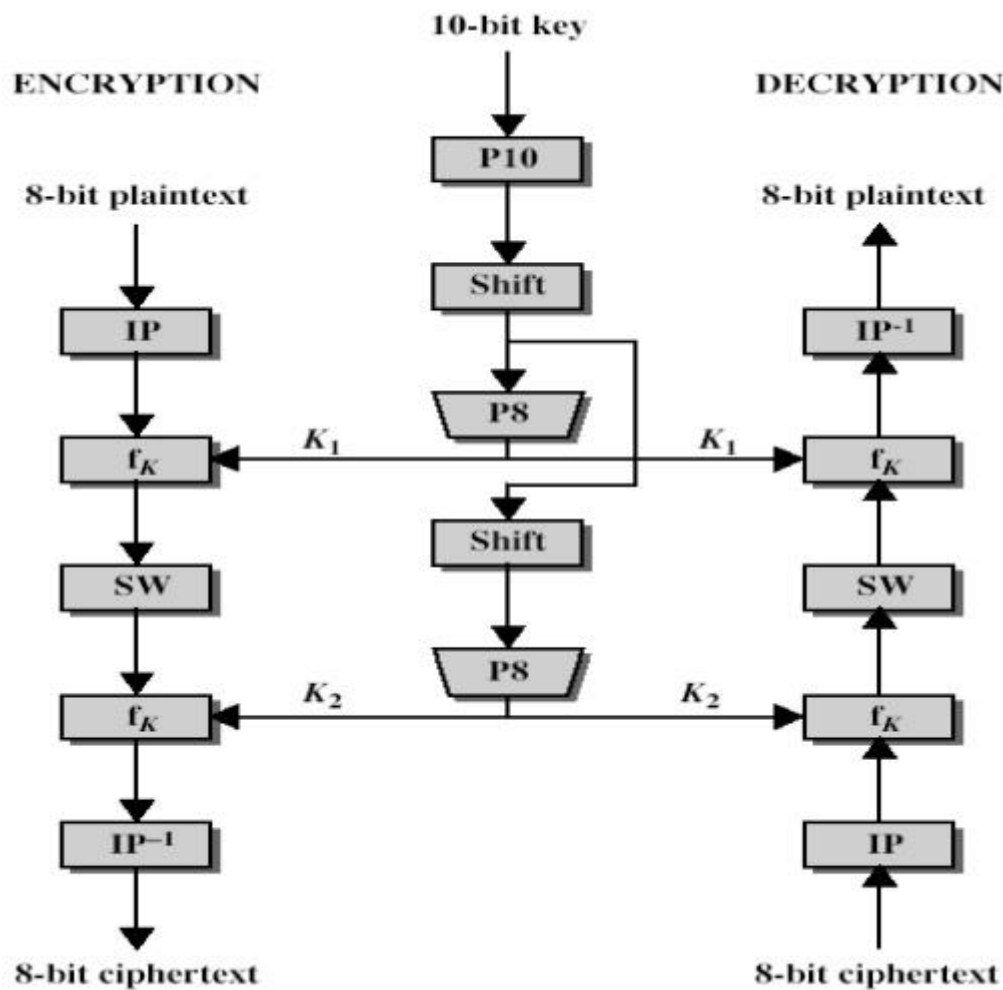 10-bit key
ENCRYPTION
DECRYPTION
P10
8-bit plaintext
8-bit plaintext
Shift
IP
IP-1
P8
K1
K1
fK
fK
Shift
SW
SW
P8
K2
K2
fK
fK
IP–1
IP
8-bit ciphertext
8-bit ciphertext